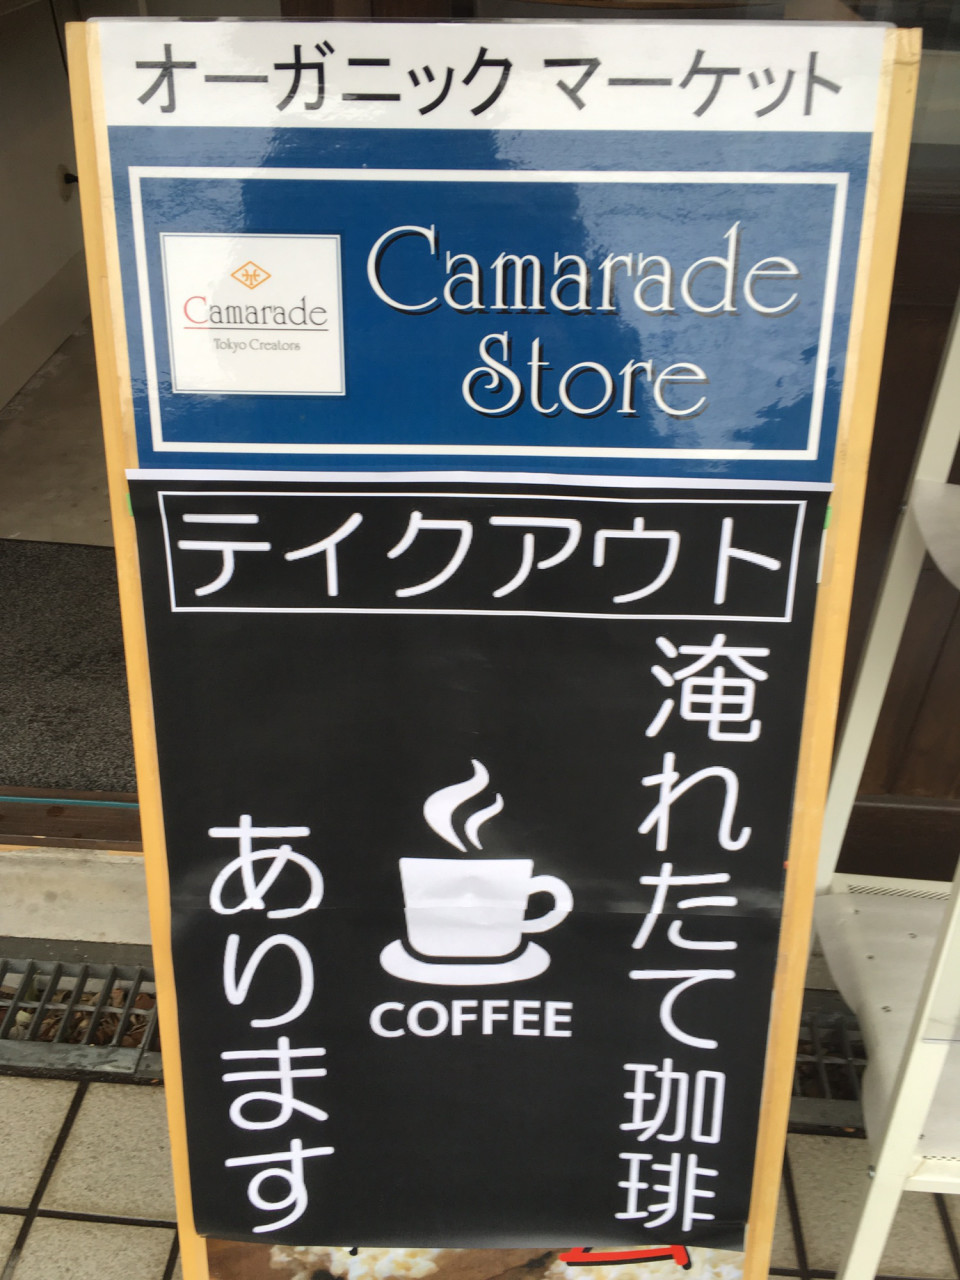 オーガニック マーケット
Camarade
Tokyo Creators
Camarade
Store
テイクアウト
淹れたて珈琲
あります
COFFEE